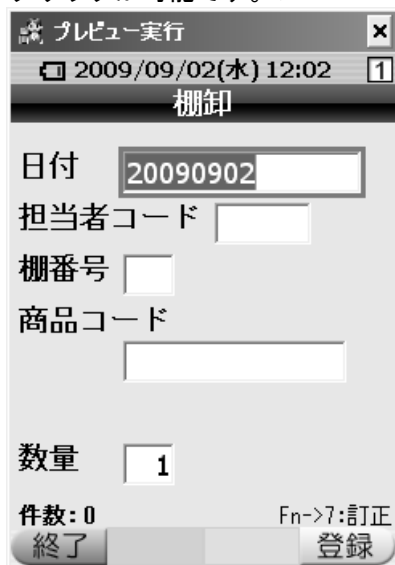 プレビュー実行 ×
2009/09/02(水) 12:02 1
棚卸
日付 20090902
担当者コード
棚番号
商品コード
数量 1
件数:0 Fn->7:訂正
終了 登録